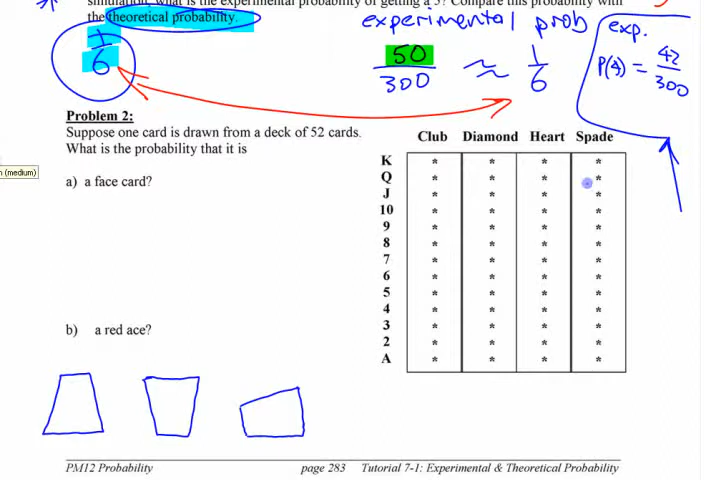 simulation, what is the experimental probability of getting a 5? Compare this probability with
the theoretical probability.
1/6
experimental prob
50/300 ≈ 1/6
exp.
P(4) = 42/300
Problem 2:
Suppose one card is drawn from a deck of 52 cards.
What is the probability that it is
n (medium)
a) a face card?
b) a red ace?
Club Diamond Heart Spade
K * * * *
Q * * * *
J * * * *
10 * * * *
9 * * * *
8 * * * *
7 * * * *
6 * * * *
5 * * * *
4 * * * *
3 * * * *
2 * * * *
A * * * *
PM12 Probability page 283 Tutorial 7-1: Experimental & Theoretical Probability